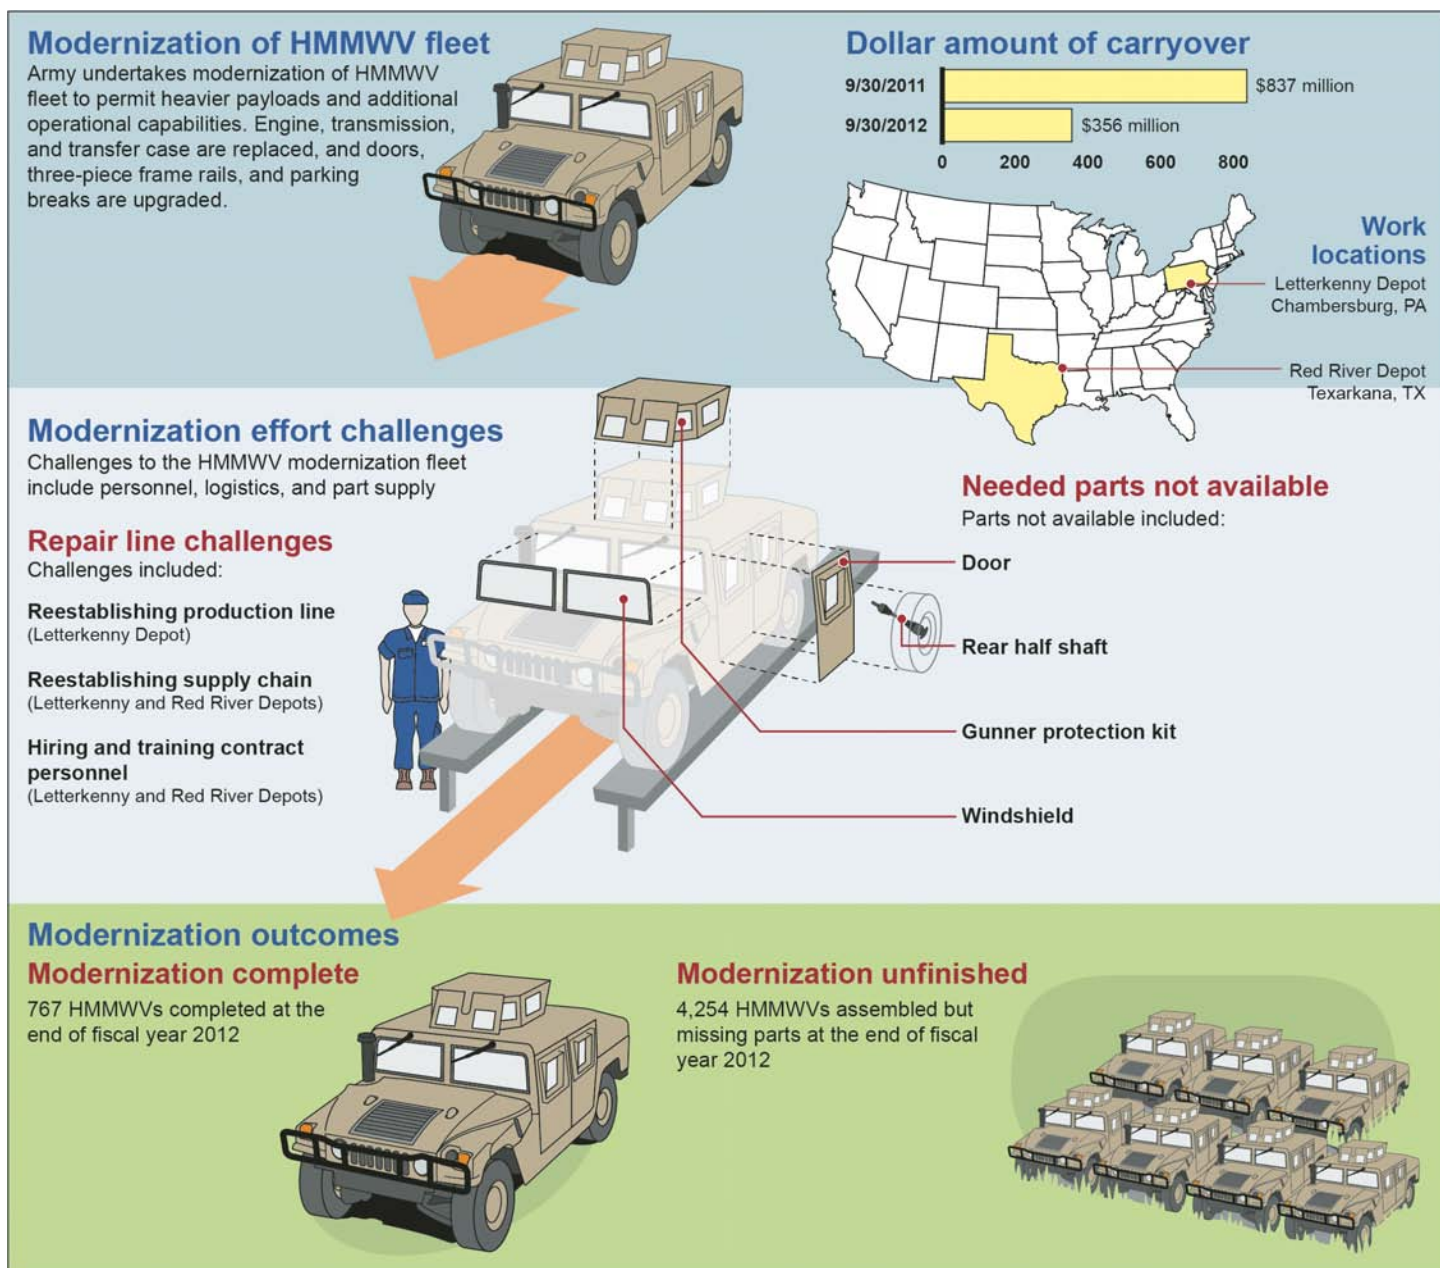 Modernization of HMMWV fleet
Army undertakes modernization of HMMWV
fleet to permit heavier payloads and additional
operational capabilities. Engine, transmission,
and transfer case are replaced, and doors,
three-piece frame rails, and parking
breaks are upgraded.
Dollar amount of carryover
9/30/2011
$837 million
9/30/2012
$356 million
0 200 400 600 800
Work
locations
Letterkenny Depot
Chambersburg, PA
Red River Depot
Texarkana, TX
Modernization effort challenges
Challenges to the HMMWV modernization fleet
include personnel, logistics, and part supply
Repair line challenges
Challenges included:
Reestablishing production line
(Letterkenny Depot)
Reestablishing supply chain
(Letterkenny and Red River Depots)
Hiring and training contract
personnel
(Letterkenny and Red River Depots)
Needed parts not available
Parts not available included:
Door
Rear half shaft
Gunner protection kit
Windshield
Modernization outcomes
Modernization complete
767 HMMWVs completed at the
end of fiscal year 2012
Modernization unfinished
4,254 HMMWVs assembled but
missing parts at the end of fiscal
year 2012